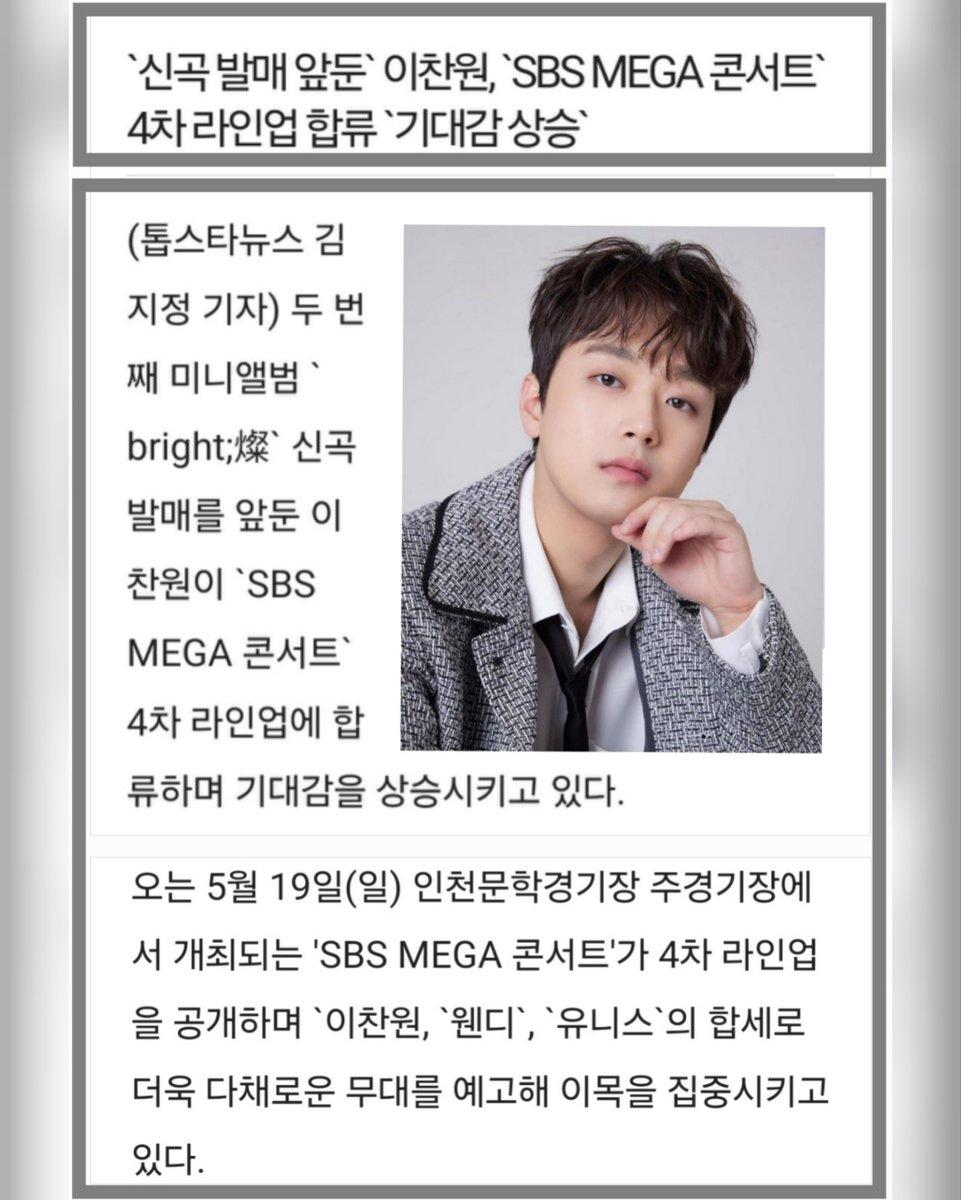 `신곡 발매 앞둔` 이찬원, `SBS MEGA 콘서트`
4차 라인업 합류 `기대감 상승`
(톱스타뉴스 김
지정 기자) 두 번
째 미니앨범 `
bright;燦` 신곡
발매를 앞둔 이
찬원이 `SBS
MEGA 콘서트`
4차 라인업에 합
류하며 기대감을 상승시키고 있다.
오는 5월 19일(일) 인천문학경기장 주경기장에
서 개최되는 'SBS MEGA 콘서트'가 4차 라인업
을 공개하며 `이찬원, `웬디`, `유니스`의 합세로
더욱 다채로운 무대를 예고해 이목을 집중시키고
있다.